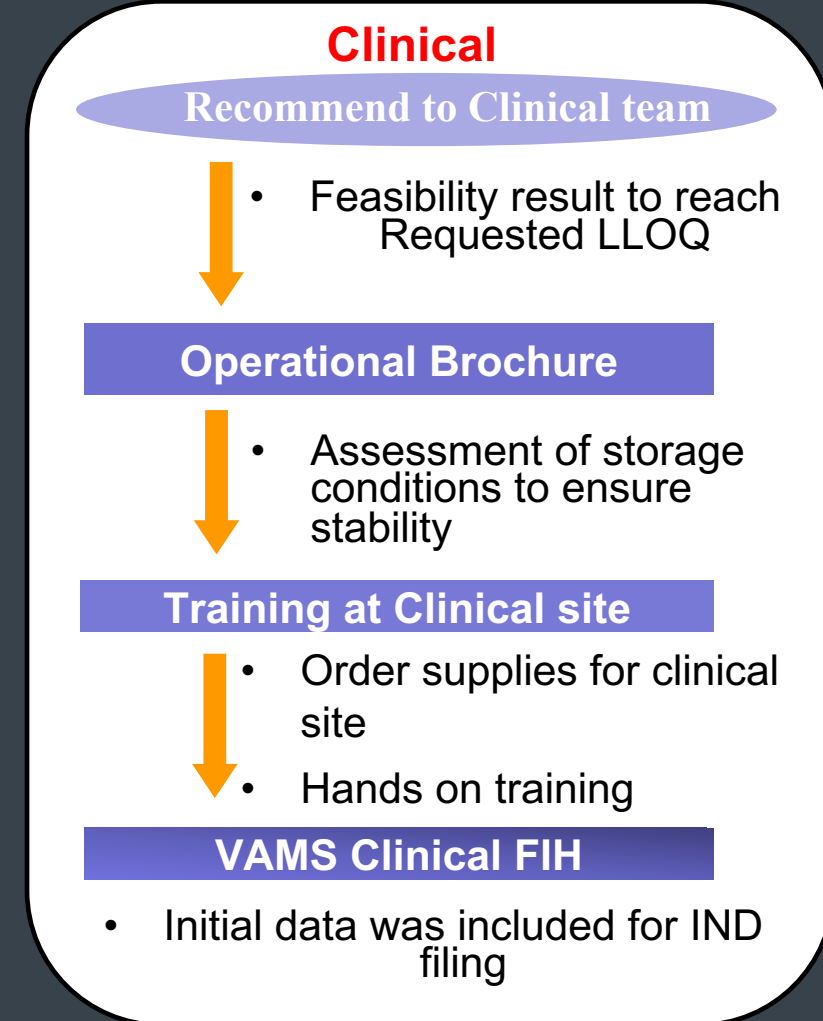 Clinical
Recommend to Clinical team
• Feasibility result to reach
Requested LLOQ
Operational Brochure
• Assessment of storage
conditions to ensure
stability
Training at Clinical site
• Order supplies for clinical
site
• Hands on training
VAMS Clinical FIH
• Initial data was included for IND
filing